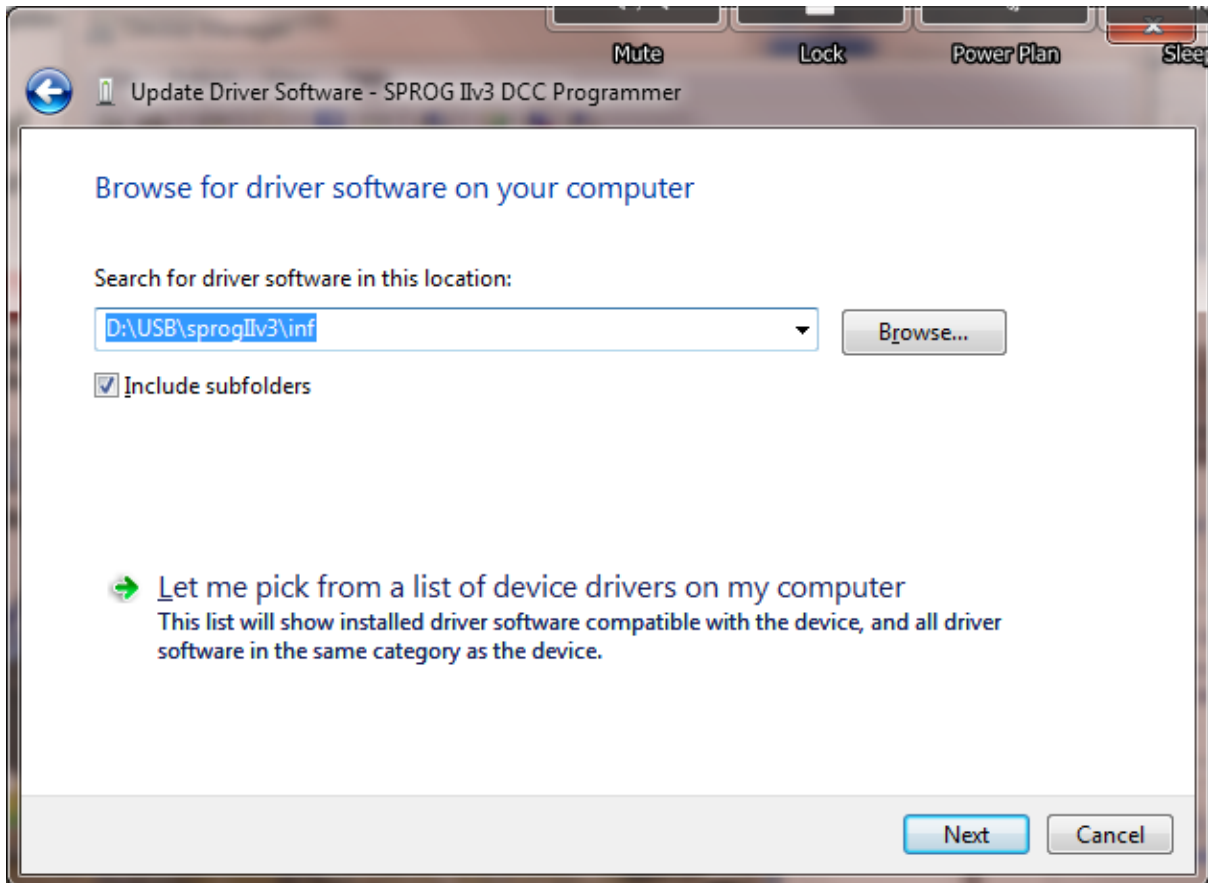 Mute
Lock
Power Plan
Update Driver Software - SPROG IIv3 DCC Programmer
Browse for driver software on your computer
Search for driver software in this location:
D:\USB\sprogIIv3\inf
Browse...
Include subfolders
Let me pick from a list of device drivers on my computer
This list will show installed driver software compatible with the device, and all driver
software in the same category as the device.
Next
Cancel